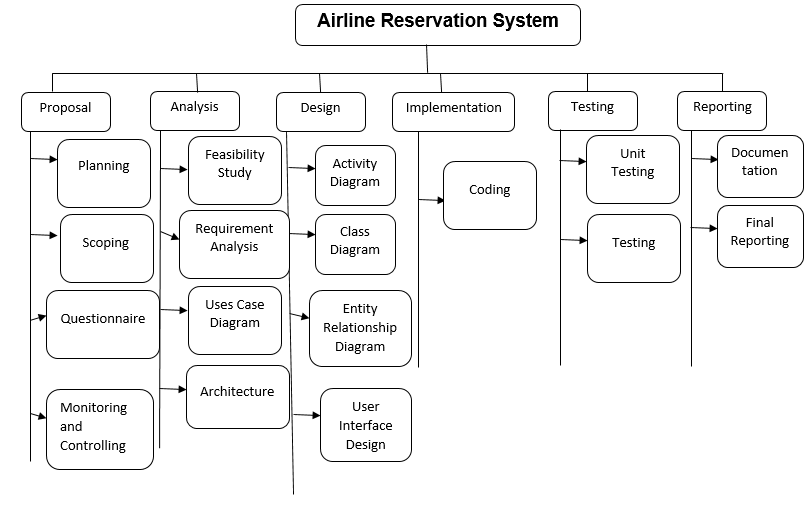 Airline Reservation System
Proposal
Analysis
Design
Implementation
Testing
Reporting
Planning
Scoping
Questionnaire
Monitoring
and
Controlling
Feasibility
Study
Requirement
Analysis
Uses Case
Diagram
Architecture
Activity
Diagram
Class
Diagram
Entity
Relationship
Diagram
User
Interface
Design
Coding
Unit
Testing
Testing
Documen
tation
Final
Reporting